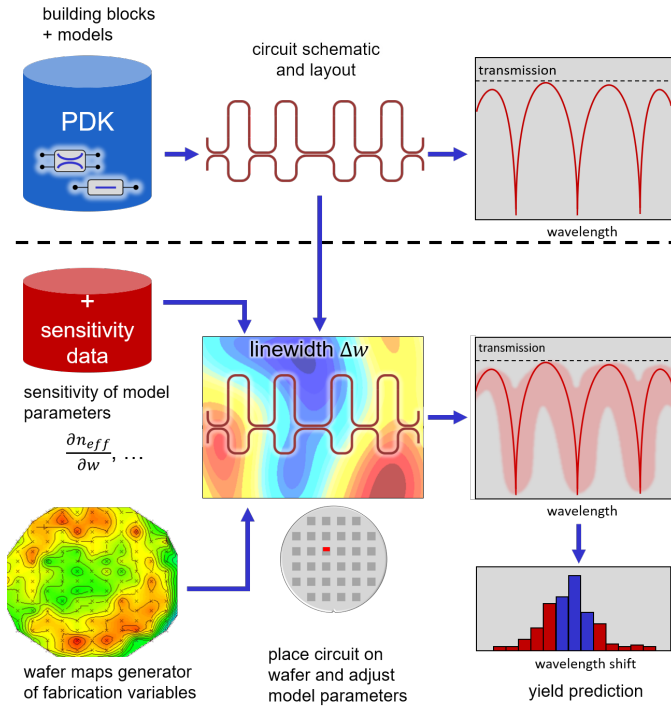 building blocks
+ models
PDK
circuit schematic
and layout
transmission
wavelength
+
sensitivity
data
sensitivity of model
parameters
∂n_eff/∂w, …
linewidth Δw
transmission
wavelength
wafer maps generator
of fabrication variables
place circuit on
wafer and adjust
model parameters
wavelength shift
yield prediction